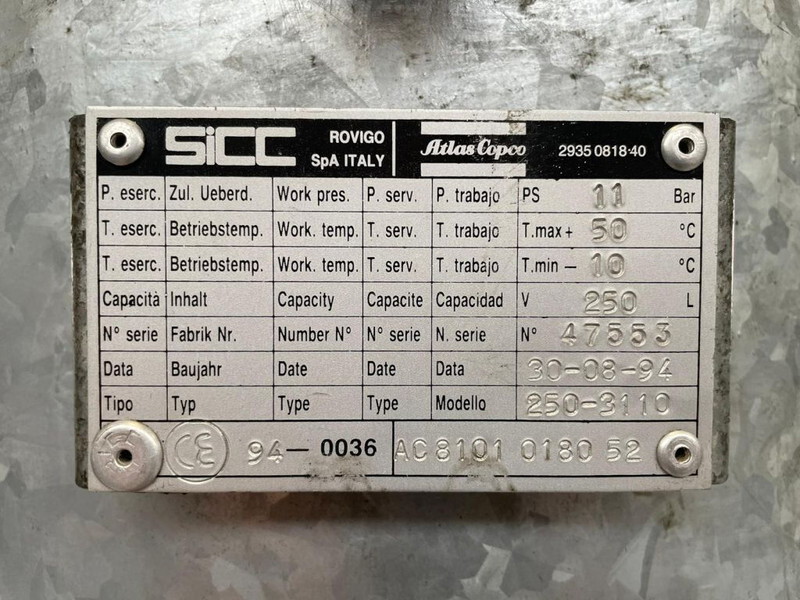 SiCC ROVIGO SpA ITALY Atlas Copco 2935 0818·40
P. eserc. Zul. Ueberd. Work pres. P. serv. P. trabajo PS 11 Bar
T. eserc. Betriebstemp. Work. temp. T. serv. T. trabajo T.max + 50 °C
T. eserc. Betriebstemp. Work. temp. T. serv. T. trabajo T.min – 10 °C
Capacità Inhalt Capacity Capacite Capacidad V 250 L
N° serie Fabrik Nr. Number N° N° serie N. serie N° 47553
Data Baujahr Date Date Data 30-08-94
Tipo Typ Type Type Modello 250-3110
CE 94 — 0036 AC 8101 0180 52